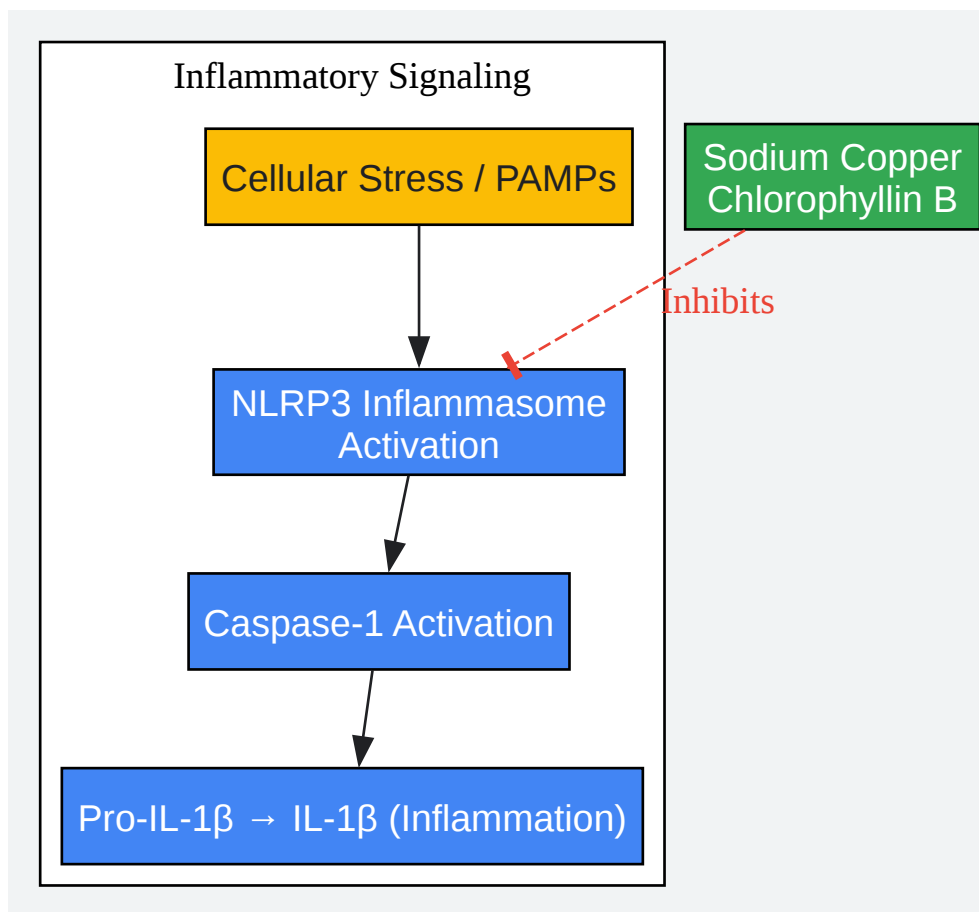 Inflammatory Signaling
Cellular Stress / PAMPs
Sodium Copper
Chlorophyllin B
Inhibits
NLRP3 Inflammasome
Activation
Caspase-1 Activation
Pro-IL-1β → IL-1β (Inflammation)